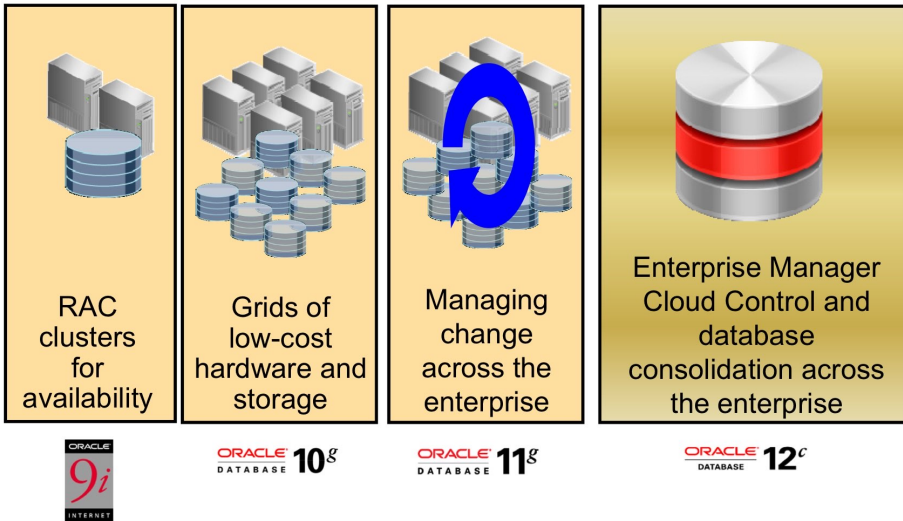 RAC
clusters
for
availability
Grids of
low-cost
hardware and
storage
Managing
change
across the
enterprise
Enterprise Manager
Cloud Control and
database
consolidation across
the enterprise
ORACLE
9i
INTERNET
ORACLE
DATABASE 10g
ORACLE
DATABASE 11g
ORACLE
DATABASE 12c